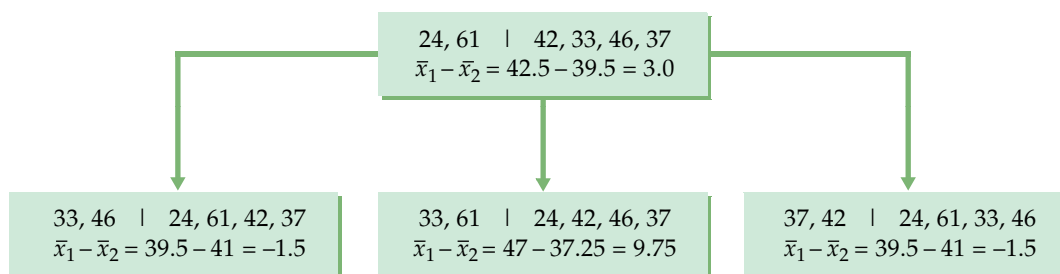 24, 61 | 42, 33, 46, 37
x̄₁ – x̄₂ = 42.5 – 39.5 = 3.0
33, 46 | 24, 61, 42, 37
x̄₁ – x̄₂ = 39.5 – 41 = –1.5
33, 61 | 24, 42, 46, 37
x̄₁ – x̄₂ = 47 – 37.25 = 9.75
37, 42 | 24, 61, 33, 46
x̄₁ – x̄₂ = 39.5 – 41 = –1.5